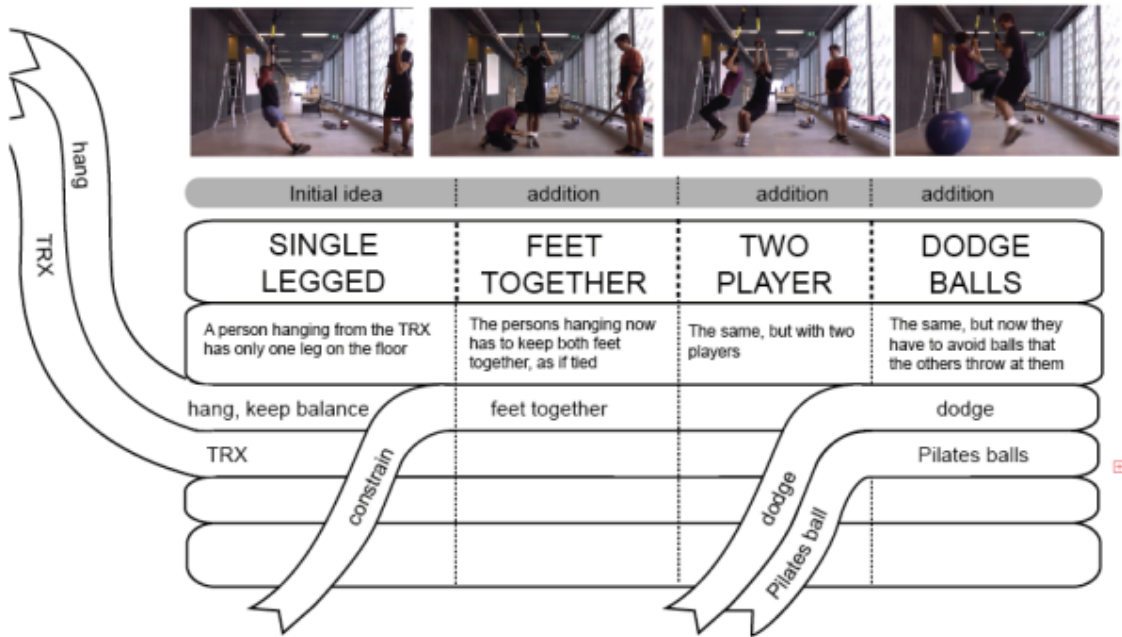 hang
TRX
Initial idea
addition
addition
addition
SINGLE
LEGGED
FEET
TOGETHER
TWO
PLAYER
DODGE
BALLS
A person hanging from the TRX
has only one leg on the floor
The persons hanging now
has to keep both feet
together, as if tied
The same, but with two
players
The same, but now they
have to avoid balls that
the others throw at them
hang, keep balance
feet together
dodge
TRX
Pilates balls
constrain
dodge
Pilates ball